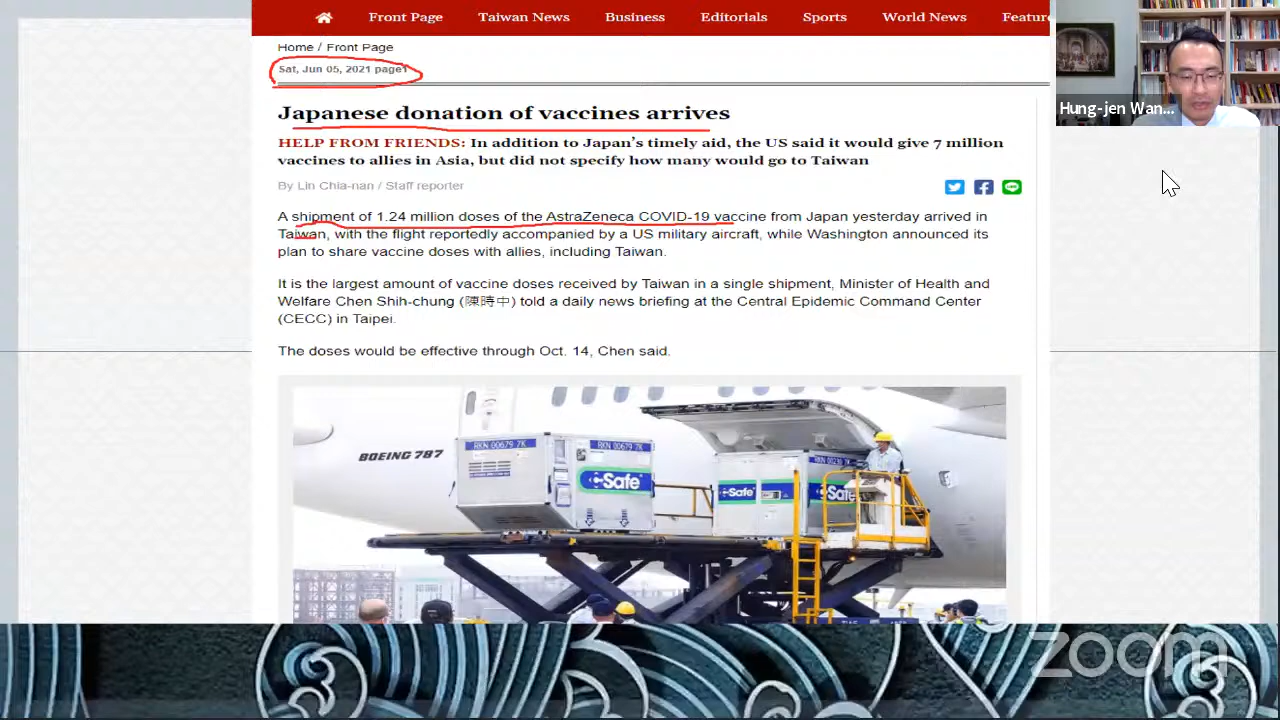 Front Page Taiwan News Business Editorials Sports World News Feature
Home / Front Page
Sat, Jun 05, 2021 page1
Japanese donation of vaccines arrives
HELP FROM FRIENDS: In addition to Japan’s timely aid, the US said it would give 7 million
vaccines to allies in Asia, but did not specify how many would go to Taiwan
By Lin Chia-nan / Staff reporter
A shipment of 1.24 million doses of the AstraZeneca COVID-19 vaccine from Japan yesterday arrived in
Taiwan, with the flight reportedly accompanied by a US military aircraft, while Washington announced its
plan to share vaccine doses with allies, including Taiwan.
It is the largest amount of vaccine doses received by Taiwan in a single shipment, Minister of Health and
Welfare Chen Shih-chung (陳時中) told a daily news briefing at the Central Epidemic Command Center
(CECC) in Taipei.
The doses would be effective through Oct. 14, Chen said.
BOEING 787
RKN 00679 7K
RKN 00679 7K
Safe
Safe
Safe
Hung-jen Wan...
zoom